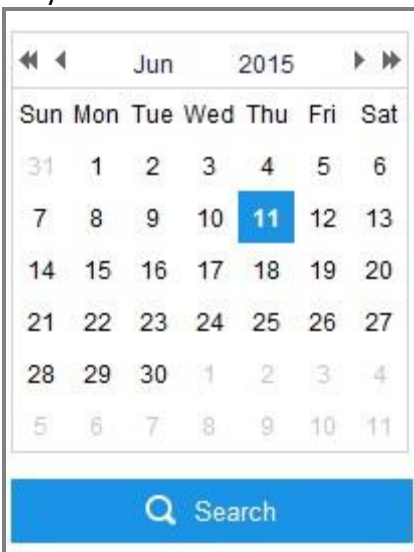 Jun 2015
Sun Mon Tue Wed Thu Fri Sat
31 1 2 3 4 5 6
7 8 9 10 11 12 13
14 15 16 17 18 19 20
21 22 23 24 25 26 27
28 29 30 1 2 3 4
5 6 7 8 9 10 11
Search